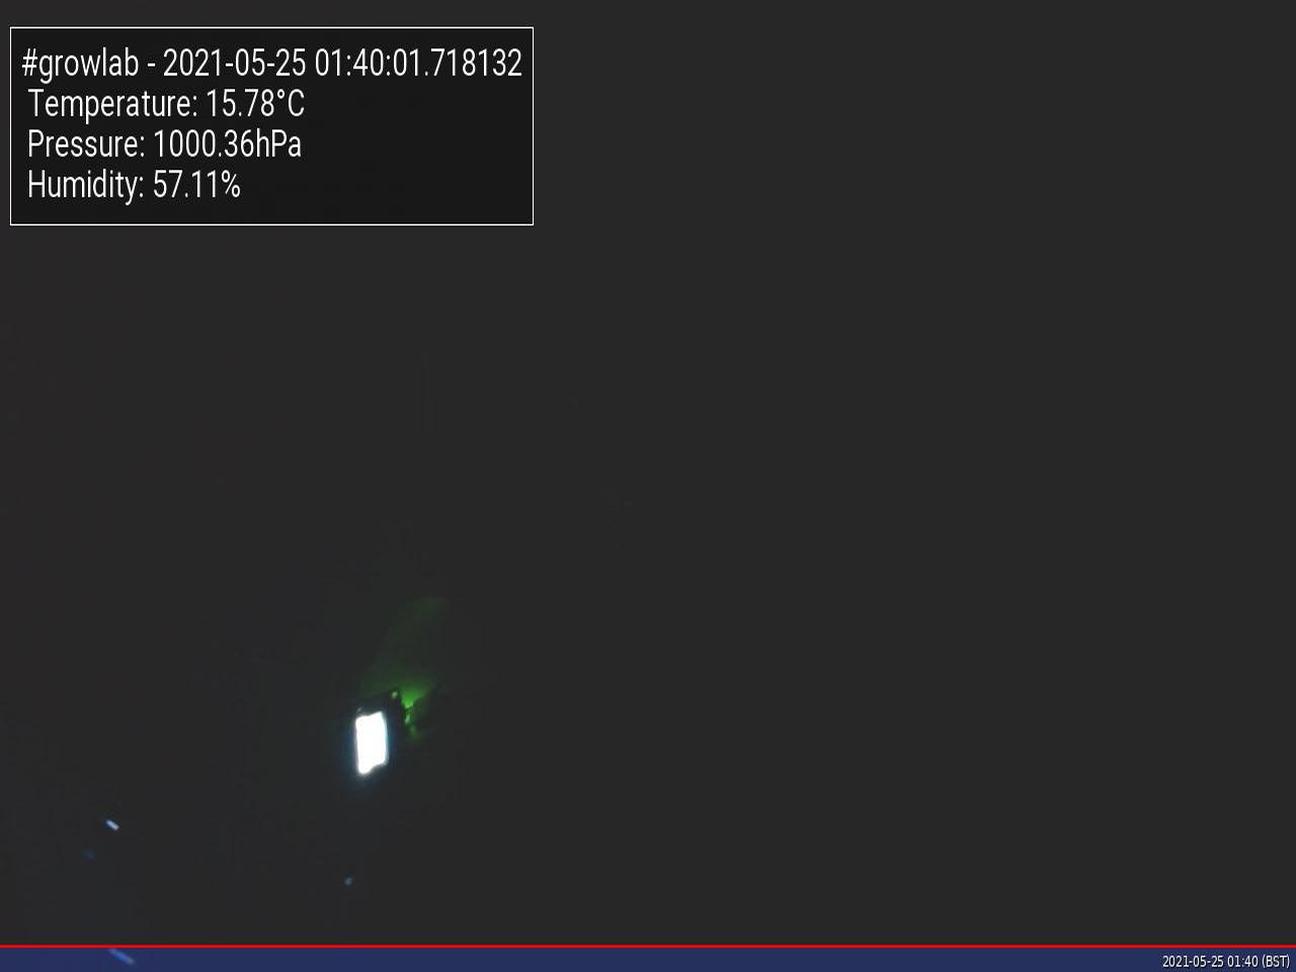 #growlab - 2021-05-25 01:40:01.718132
Temperature: 15.78°C
Pressure: 1000.36hPa
Humidity: 57.11%
2021-05-25 01:40 (BST)